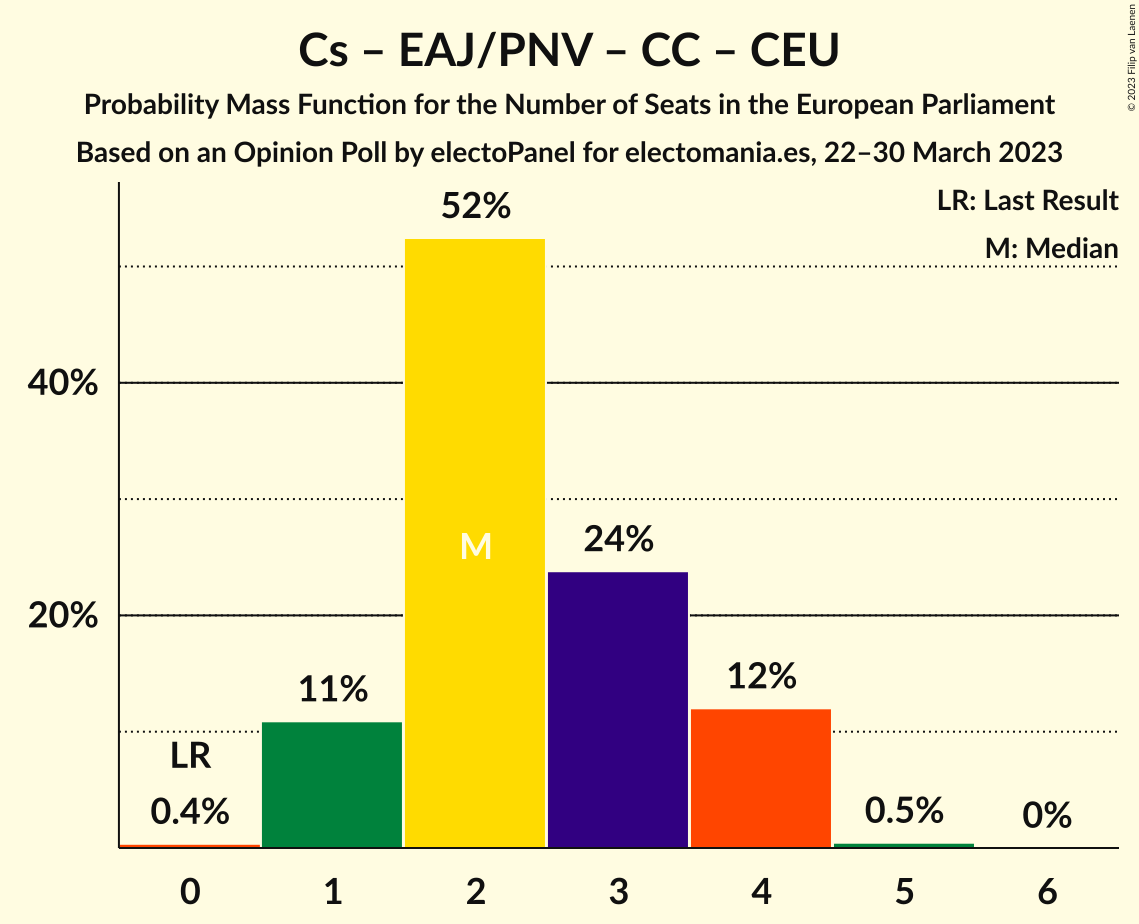 Cs – EAJ/PNV – CC – CEU
Probability Mass Function for the Number of Seats in the European Parliament
Based on an Opinion Poll by electoPanel for electomania.es, 22–30 March 2023
© 2023 Filip van Laenen
LR: Last Result
M: Median
52%
40%
24%
M
20%
12%
11%
LR
0.4%
0.5%
0%
0 1 2 3 4 5 6